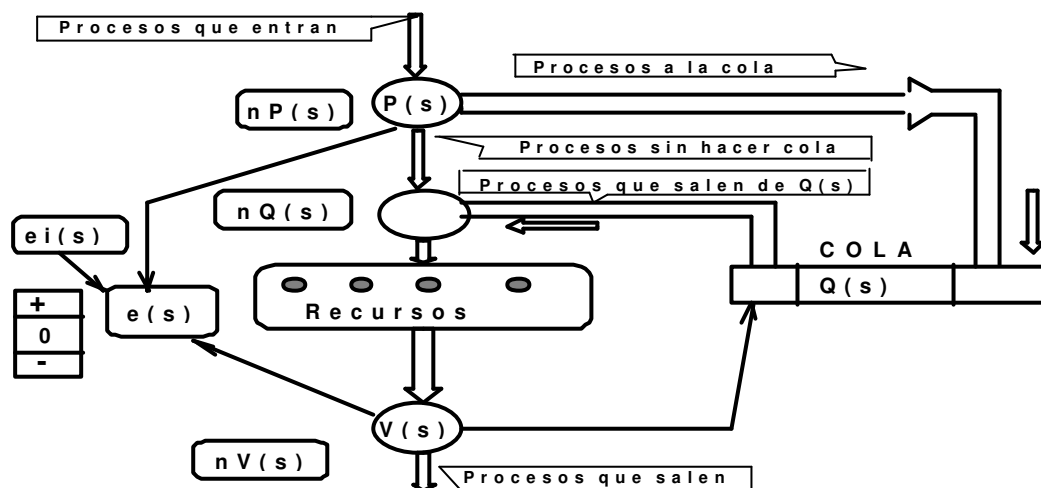 Procesos que entran
Procesos a la cola
nP(s)
P(s)
Procesos sin hacer cola
Procesos que salen de Q(s)
nQ(s)
ei(s)
COLA
Q(s)
+
e(s)
Recursos
0
-
V(s)
nV(s)
Procesos que salen